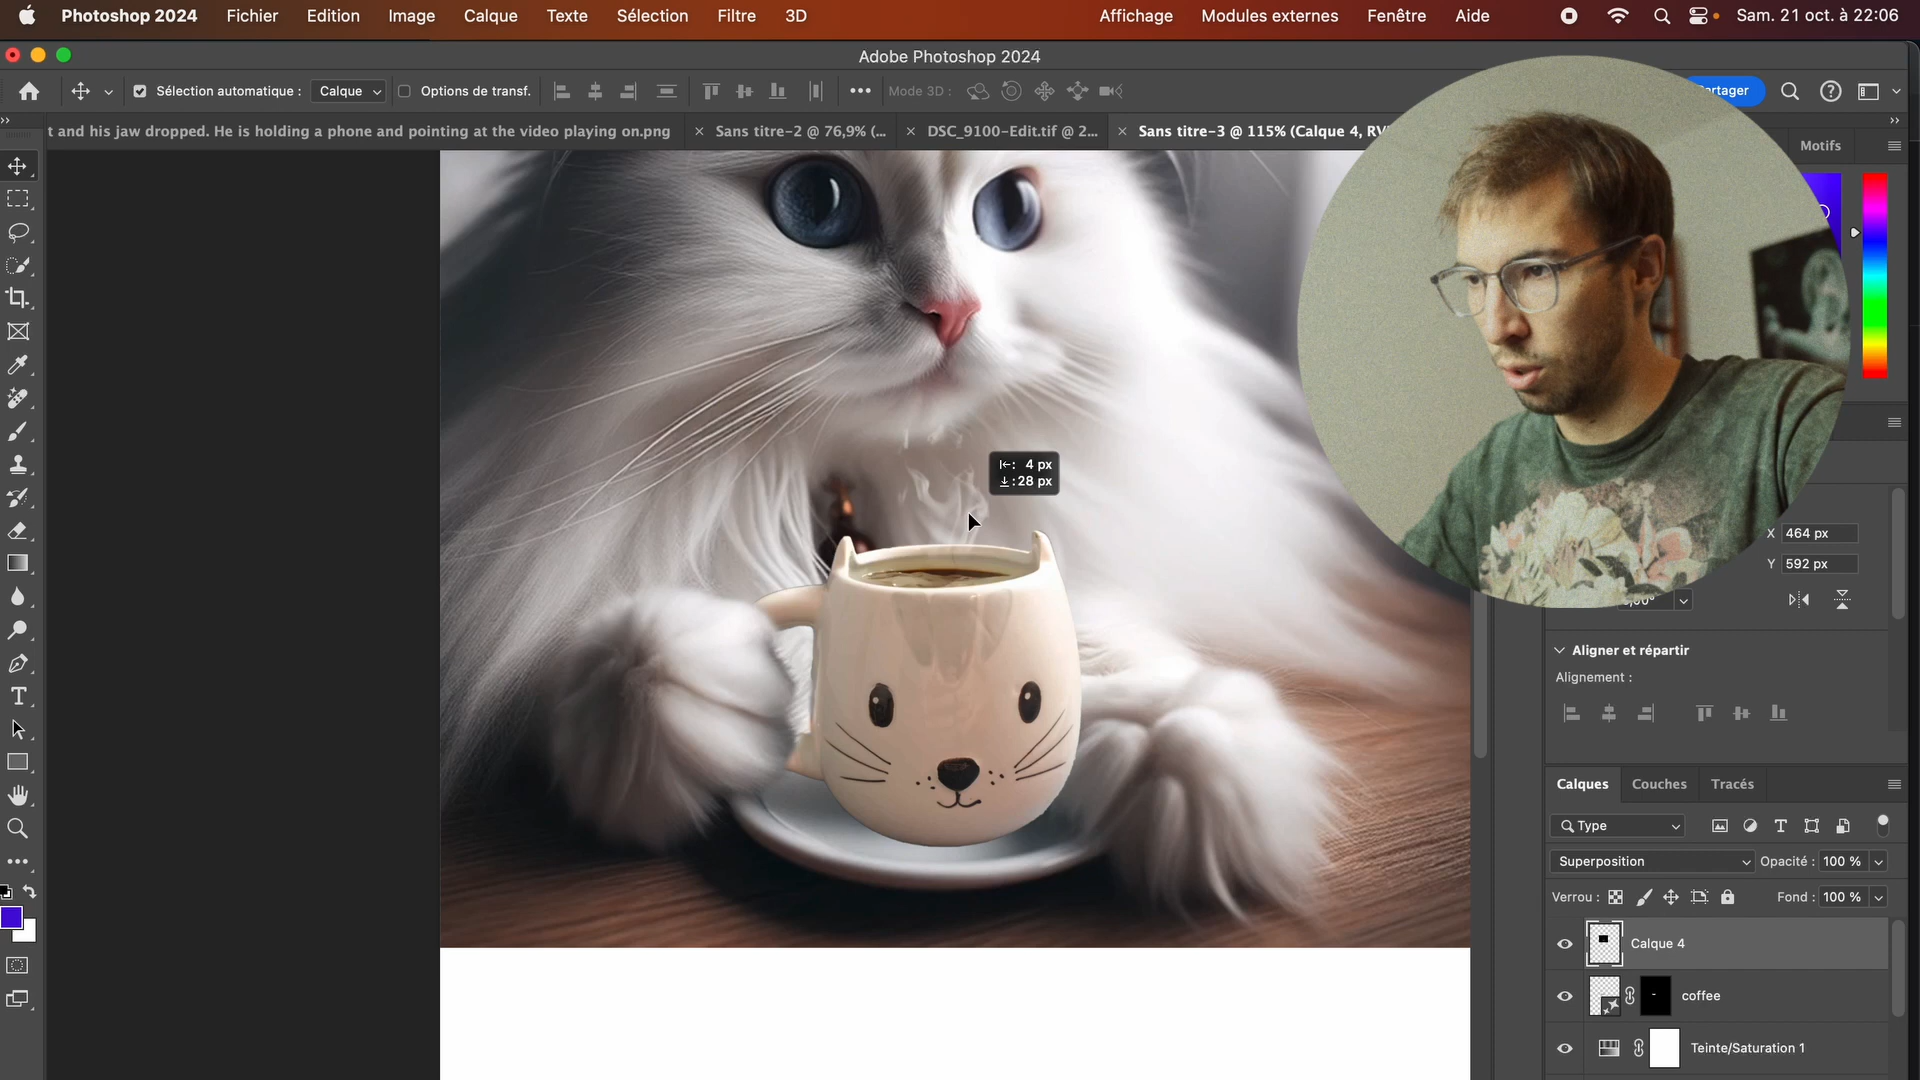 Photoshop 2024 Fichier Edition Image Calque Texte Sélection Filtre 3D Affichage Modules externes Fenêtre Aide Sam. 21 oct. à 22:06
Adobe Photoshop 2024
Sélection automatique : Calque Options de transf. Mode 3D : Partager
t and his jaw dropped. He is holding a phone and pointing at the video playing on.png × Sans titre-2 @ 76,9% (... × DSC_9100-Edit.tif @ 2... × Sans titre-3 @ 115% (Calque 4, RV
Motifs
4 px
28 px
X 464 px
Y 592 px
Aligner et répartir
Alignement :
Calques Couches Tracés
Type
Superposition Opacité : 100 %
Verrou : Fond : 100 %
Calque 4
coffee
Teinte/Saturation 1